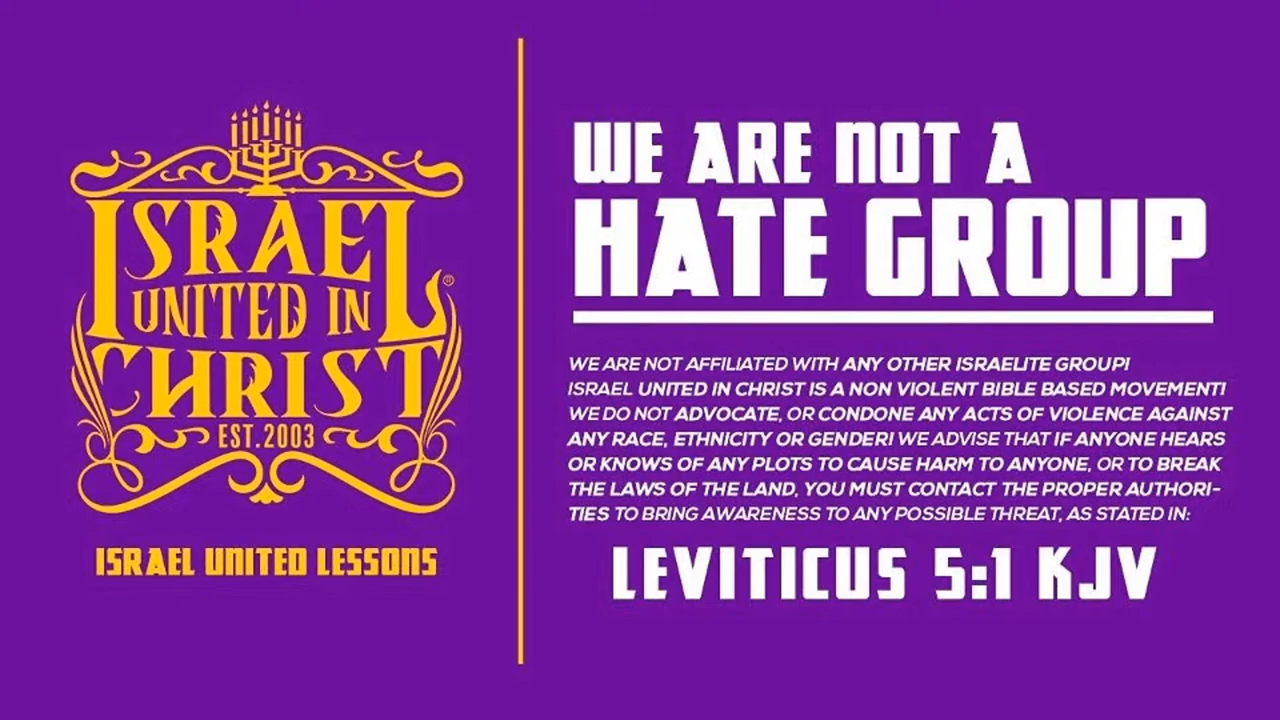 ISRAEL
UNITED IN
CHRIST®
EST.2003
ISRAEL UNITED LESSONS
WE ARE NOT A
HATE GROUP
WE ARE NOT AFFILIATED WITH ANY OTHER ISRAELITE GROUP!
ISRAEL UNITED IN CHRIST IS A NON VIOLENT BIBLE BASED MOVEMENT!
WE DO NOT ADVOCATE, OR CONDONE ANY ACTS OF VIOLENCE AGAINST
ANY RACE, ETHNICITY OR GENDER! WE ADVISE THAT IF ANYONE HEARS
OR KNOWS OF ANY PLOTS TO CAUSE HARM TO ANYONE, OR TO BREAK
THE LAWS OF THE LAND, YOU MUST CONTACT THE PROPER AUTHORI-
TIES TO BRING AWARENESS TO ANY POSSIBLE THREAT, AS STATED IN:
LEVITICUS 5:1 KJV